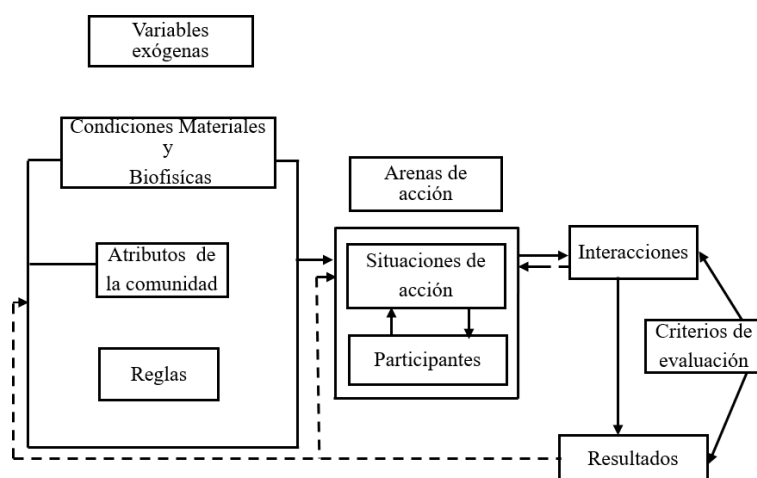 Variables
exógenas
Condiciones Materiales
y
Biofisícas
Atributos de
la comunidad
Reglas
Arenas de
acción
Situaciones de
acción
Participantes
Interacciones
Criterios de
evaluación
Resultados